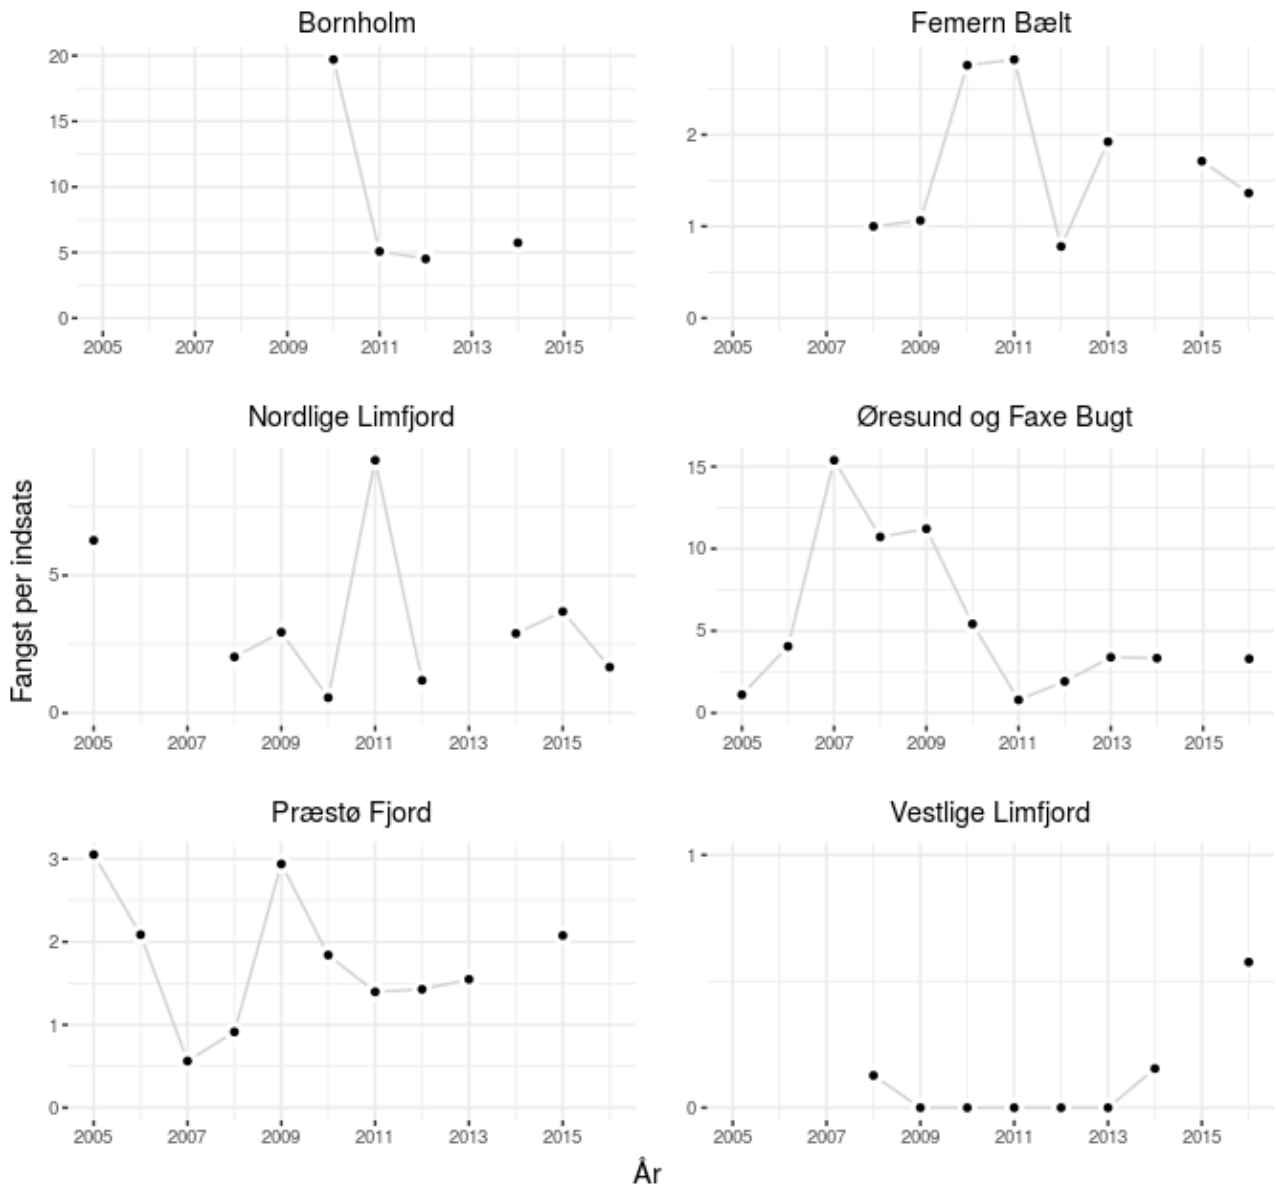 Bornholm
20
15
10
5
0
2005 2007 2009 2011 2013 2015
Femern Bælt
2
1
0
2005 2007 2009 2011 2013 2015
Fangst per indsats
Nordlige Limfjord
5
0
2005 2007 2009 2011 2013 2015
Øresund og Faxe Bugt
15
10
5
0
2005 2007 2009 2011 2013 2015
Præstø Fjord
3
2
1
0
2005 2007 2009 2011 2013 2015
Vestlige Limfjord
1
0
2005 2007 2009 2011 2013 2015
År